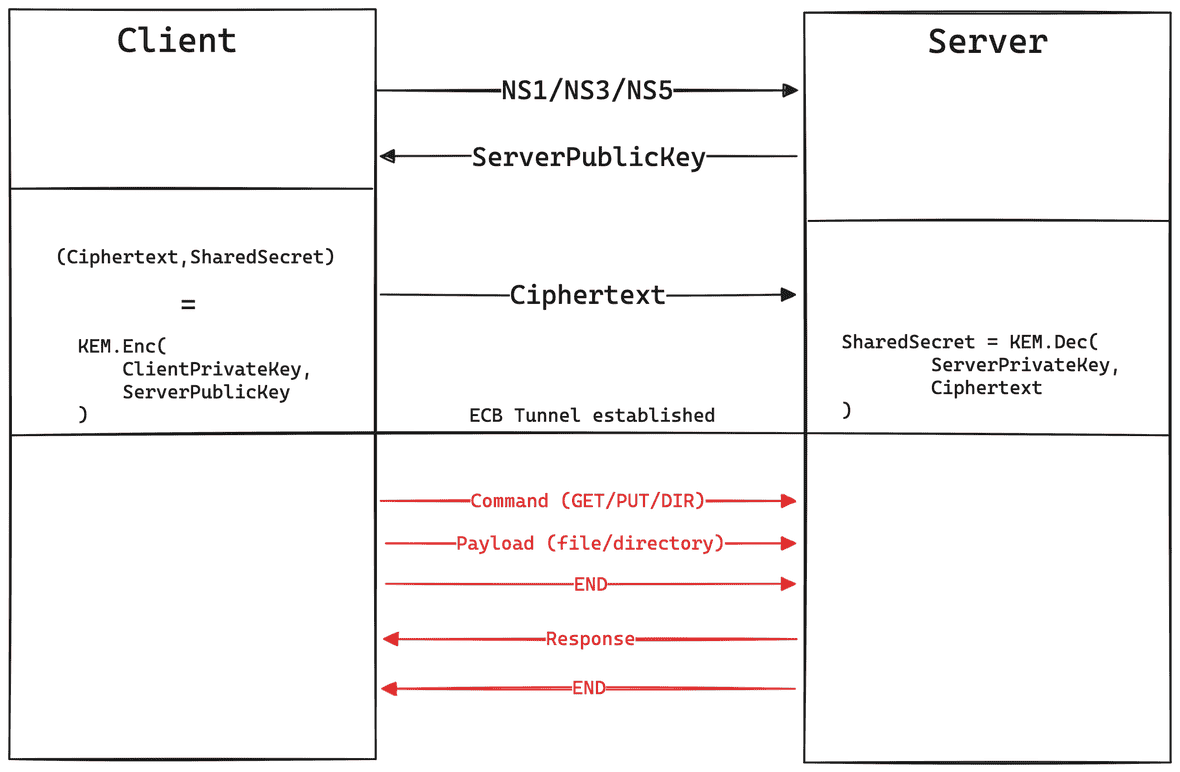 Client
Server
NS1/NS3/NS5
ServerPublicKey
(Ciphertext,SharedSecret)
=
KEM.Enc(
ClientPrivateKey,
ServerPublicKey
)
Ciphertext
SharedSecret = KEM.Dec(
ServerPrivateKey,
Ciphertext
)
ECB Tunnel established
Command (GET/PUT/DIR)
Payload (file/directory)
END
Response
END